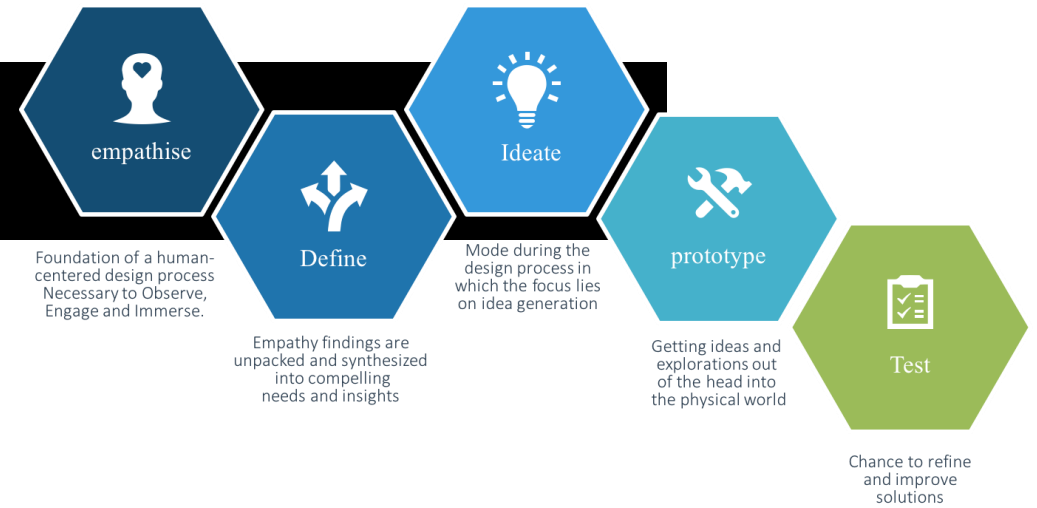 empathise
Foundation of a human-
centered design process
Necessary to Observe,
Engage and Immerse.
Define
Empathy findings are
unpacked and synthesized
into compelling
needs and insights
Ideate
Mode during the
design process in
which the focus lies
on idea generation
prototype
Getting ideas and
explorations out
of the head into
the physical world
Test
Chance to refine
and improve
solutions